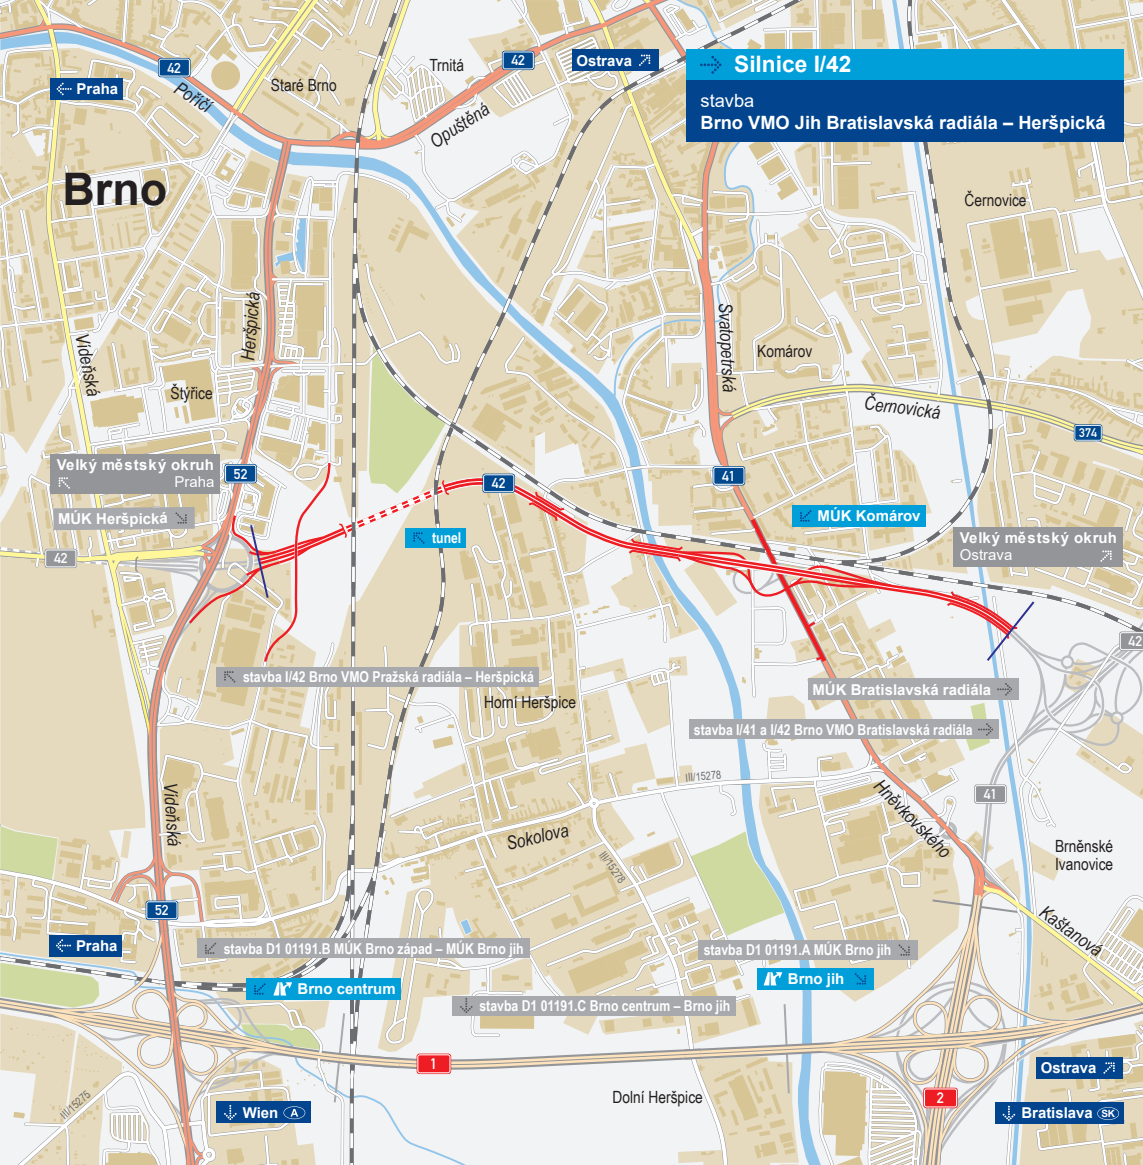 Silnice I/42
stavba
Brno VMO Jih Bratislavská radiála – Heršpická
Ostrava
42
Trnitá
42
Staré Brno
Praha
Poříčí
Opuštěná
Brno
Černovice
Heršpická
Svatopetrská
Vídeňská
Komárov
Štýřice
Černovická
374
Velký městský okruh
Praha
52
42
41
MÚK Heršpická
MÚK Komárov
tunel
Velký městský okruh
Ostrava
42
42
stavba I/42 Brno VMO Pražská radiála – Heršpická
MÚK Bratislavská radiála
Horní Heršpice
stavba I/41 a I/42 Brno VMO Bratislavská radiála
III/15278
41
Vídeňská
Hněvkovského
Sokolova
III/15278
Brněnské
Ivanovice
52
Kaštanová
Praha
stavba D1 01191.B MÚK Brno západ – MÚK Brno jih
stavba D1 01191.A MÚK Brno jih
Brno centrum
Brno jih
stavba D1 01191.C Brno centrum – Brno jih
1
Ostrava
III/15275
Dolní Heršpice
2
Wien A
Bratislava SK